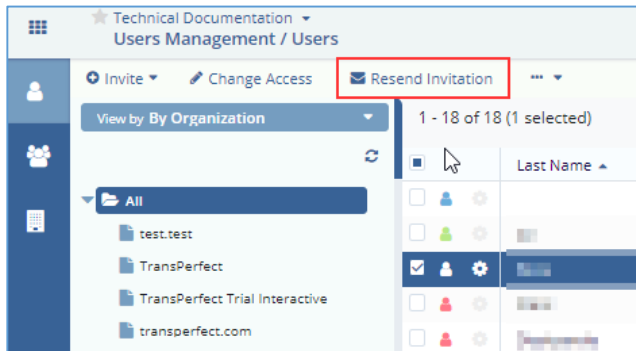 Technical Documentation
Users Management / Users
Invite Change Access Resend Invitation ...
View by By Organization
1 - 18 of 18 (1 selected)
Last Name
All
test.test
TransPerfect
TransPerfect Trial Interactive
transperfect.com